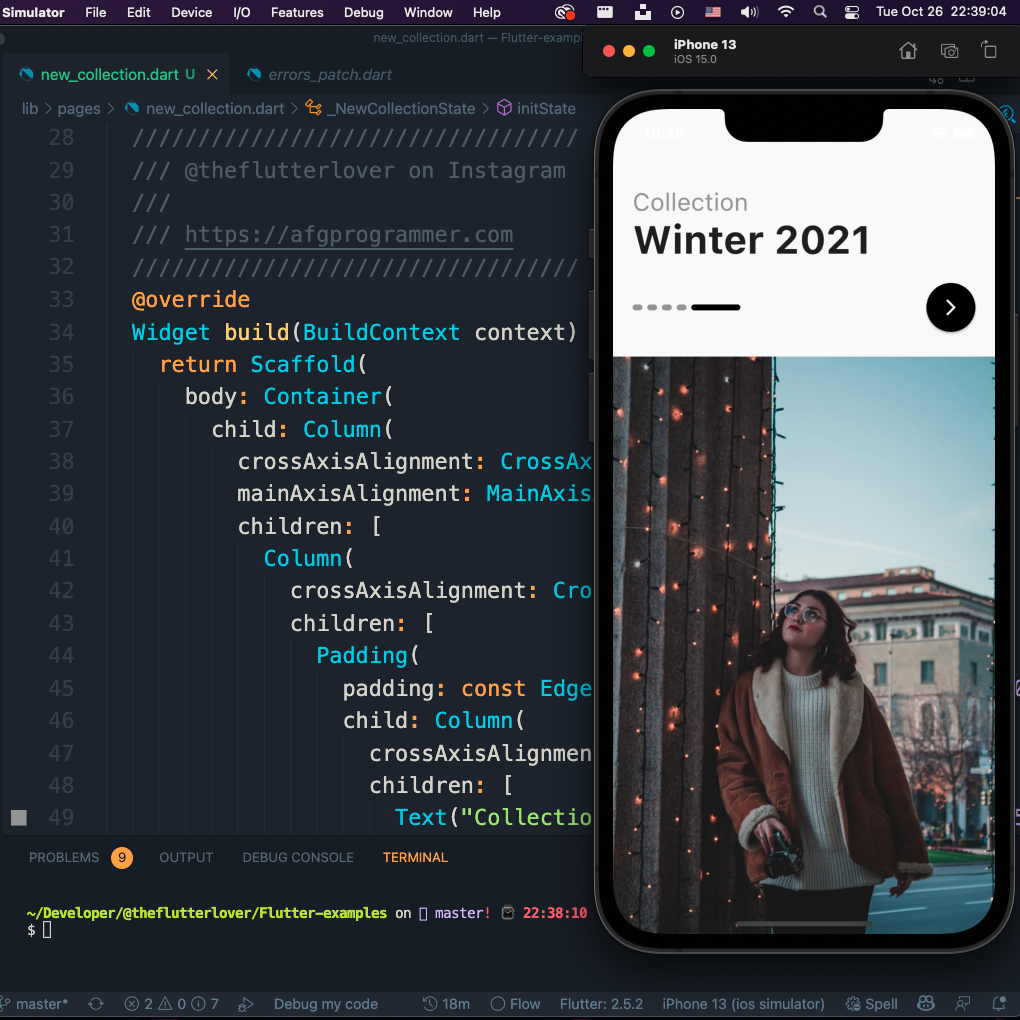 Simulator File Edit Device I/O Features Debug Window Help Tue Oct 26 22:39:04
new_collection.dart — Flutter-exampl
iPhone 13
iOS 15.0
new_collection.dart U errors_patch.dart
lib > pages > new_collection.dart > _NewCollectionState > initState
28 //////////////////////////////////
29 /// @theflutterlover on Instagram
30 ///
31 /// https://afgprogrammer.com
32 //////////////////////////////////
33 @override
34 Widget build(BuildContext context)
35 return Scaffold(
36 body: Container(
37 child: Column(
38 crossAxisAlignment: CrossAx
39 mainAxisAlignment: MainAxis
40 children: [
41 Column(
42 crossAxisAlignment: Cro
43 children: [
44 Padding(
45 padding: const Edge
46 child: Column(
47 crossAxisAlignmen
48 children: [
49 Text("Collectio
Collection
Winter 2021
PROBLEMS 9 OUTPUT DEBUG CONSOLE TERMINAL
~/Developer/@theflutterlover/Flutter-examples on master! 22:38:10
$
master* 2 0 7 Debug my code 18m Flow Flutter: 2.5.2 iPhone 13 (ios simulator) Spell